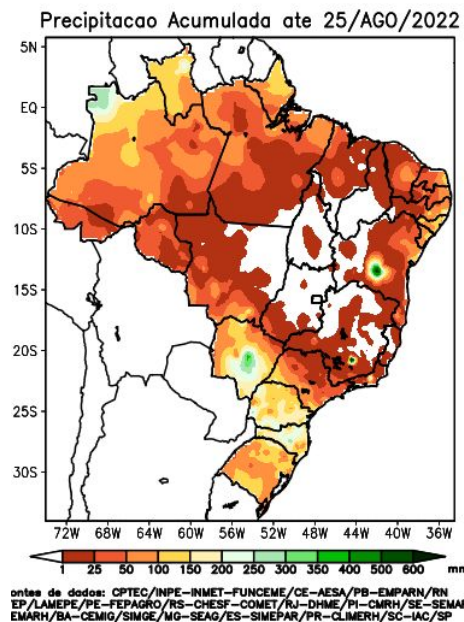 Precipitacao Acumulada ate 25/AGO/2022
5N
EQ
5S
10S
15S
20S
25S
30S
72W 68W 64W 60W 56W 52W 48W 44W 40W 36W
1 25 50 100 150 200 250 300 350 400 500 600 mm
ontes de dados: CPTEC/INPE-INMET-FUNCEME/CE-AESA/PB-EMPARN/RN
EP/LAMEPE/PE-FEPAGRO/RS-CHESF-COMET/RJ-DHME/PI-CMRH/SE-SEMAF
EMARH/BA-CEMIG/SIMGE/MG-SEAG/ES-SIMEPAR/PR-CLIMERH/SC-IAC/SP